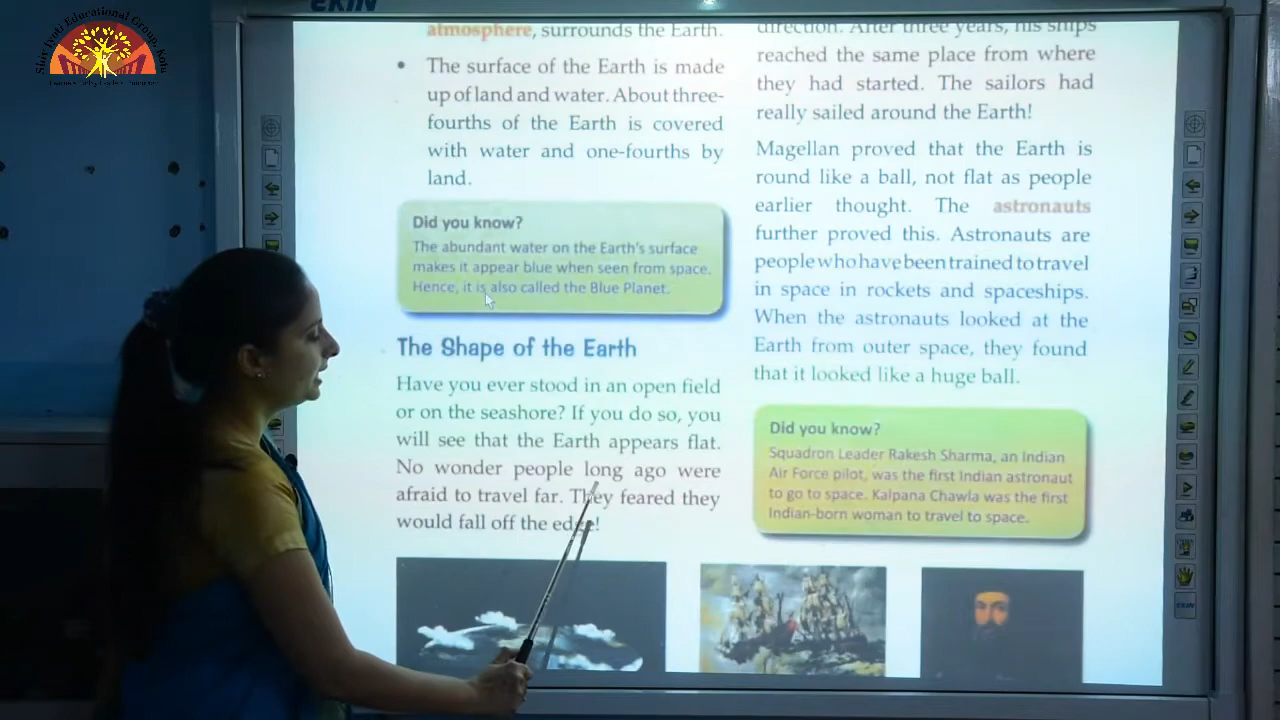 EKIN
Shiv Jyoti Educational Group, Kota
atmosphere, surrounds the Earth.
• The surface of the Earth is made
up of land and water. About three-
fourths of the Earth is covered
with water and one-fourths by
land.
Did you know?
The abundant water on the Earth's surface
makes it appear blue when seen from space.
Hence, it is also called the Blue Planet.
The Shape of the Earth
Have you ever stood in an open field
or on the seashore? If you do so, you
will see that the Earth appears flat.
No wonder people long ago were
afraid to travel far. They feared they
would fall off the edge!
direction. After three years, his ships
reached the same place from where
they had started. The sailors had
really sailed around the Earth!
Magellan proved that the Earth is
round like a ball, not flat as people
earlier thought. The astronauts
further proved this. Astronauts are
people who have been trained to travel
in space in rockets and spaceships.
When the astronauts looked at the
Earth from outer space, they found
that it looked like a huge ball.
Did you know?
Squadron Leader Rakesh Sharma, an Indian
Air Force pilot, was the first Indian astronaut
to go to space. Kalpana Chawla was the first
Indian-born woman to travel to space.
EKIN